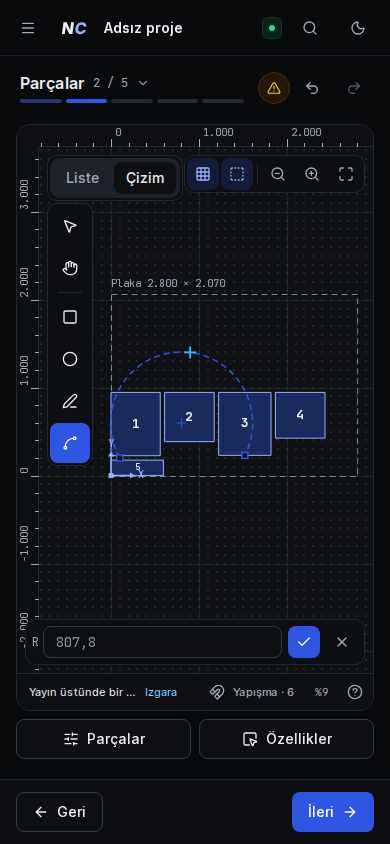 NC Adsız proje
Parçalar 2 / 5
0 1.000 2.000
Liste Çizim
3.000
2.000
Plaka 2.800 × 2.070
1.000
1 2 3 4
5
Y
X
0
-1.000
-2.000
R 807,8
Yayın üstünde bir … Izgara Yapışma · 6 %9
Parçalar Özellikler
Geri İleri